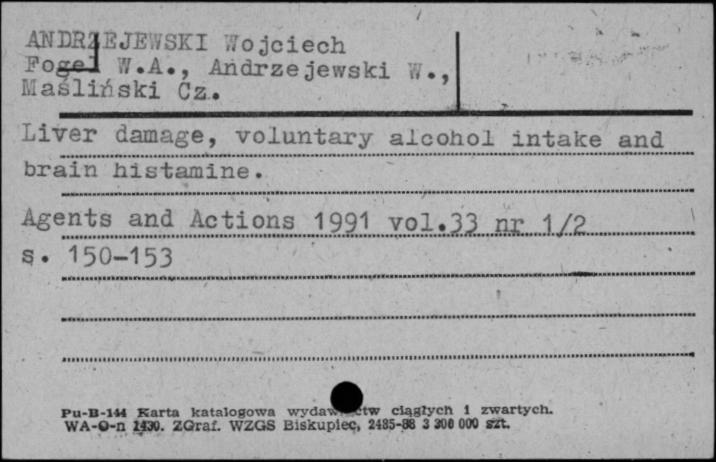 ANDRZEJEWSKI Wojciech
Fogel W.A., Andrzejewski W.,
Maśliński Cz.
Liver damage, voluntary alcohol intake and
brain histamine.
Agents and Actions 1991 vol.33 nr 1/2
s. 150-153
Pu-B-144 Karta katalogowa wydawnictw ciągłych i zwartych.
WA-O-n 1430. ZGraf. WZGS Biskupiec, 2485-88 3 300 000 szt.